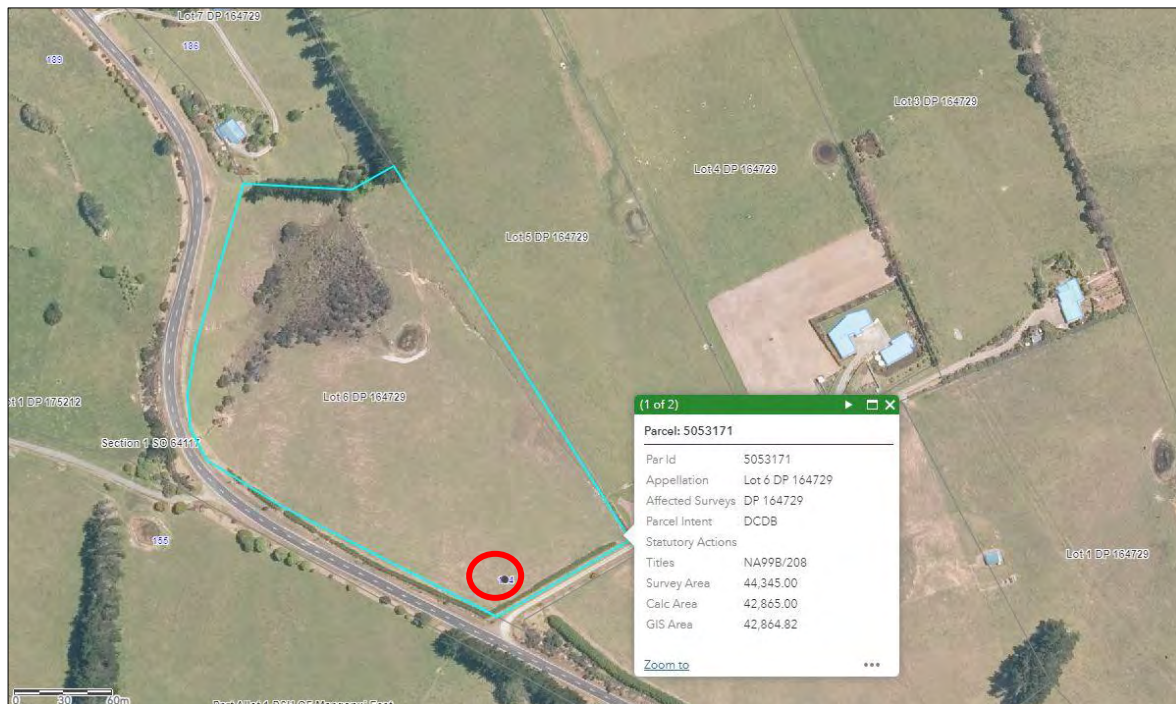 Lot 7 DP 164729
186
189
Lot 3 DP 164729
Lot 4 DP 164729
Lot 5 DP 164729
Lot 6 DP 164729
ot 1 DP 175212
Section 1 SO 64117
155
Lot 1 DP 164729
(1 of 2)
Parcel: 5053171
Par Id 5053171
Appellation Lot 6 DP 164729
Affected Surveys DP 164729
Parcel Intent DCDB
Statutory Actions
Titles NA99B/208
Survey Area 44,345.00
Calc Area 42,865.00
GIS Area 42,864.82
Zoom to
0 30 60m